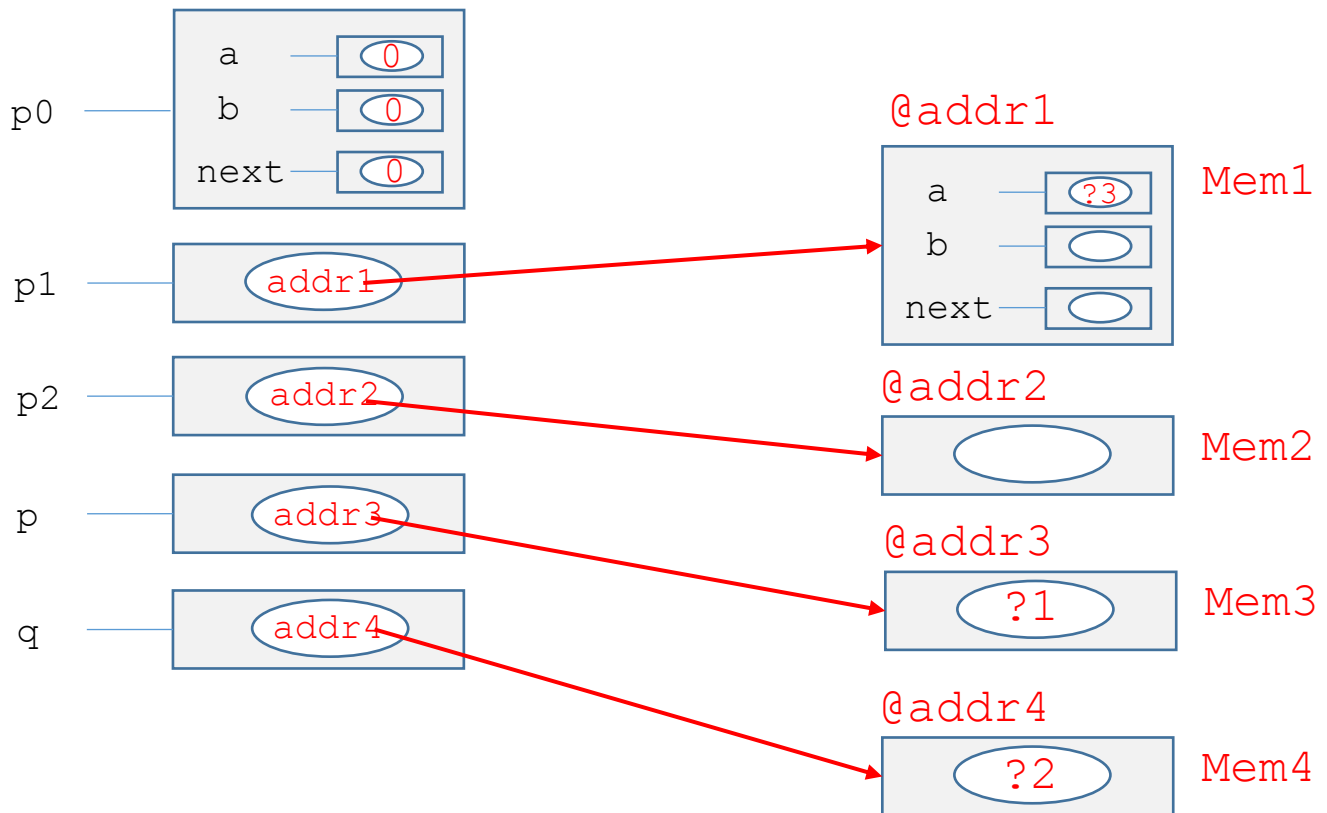 a 0
p0 b 0
next 0
p1 addr1
p2 addr2
p addr3
q addr4
@addr1
Mem1
a ?3
b
next
@addr2
Mem2
@addr3
?1 Mem3
@addr4
?2 Mem4